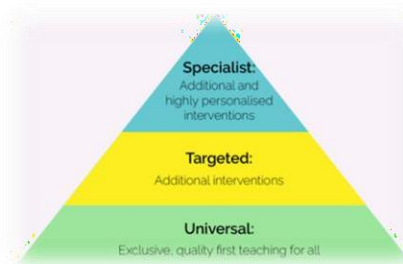 Specialist:
Additional and
highly personalised
interventions
Targeted:
Additional interventions
Universal:
Exclusive, quality first teaching for all